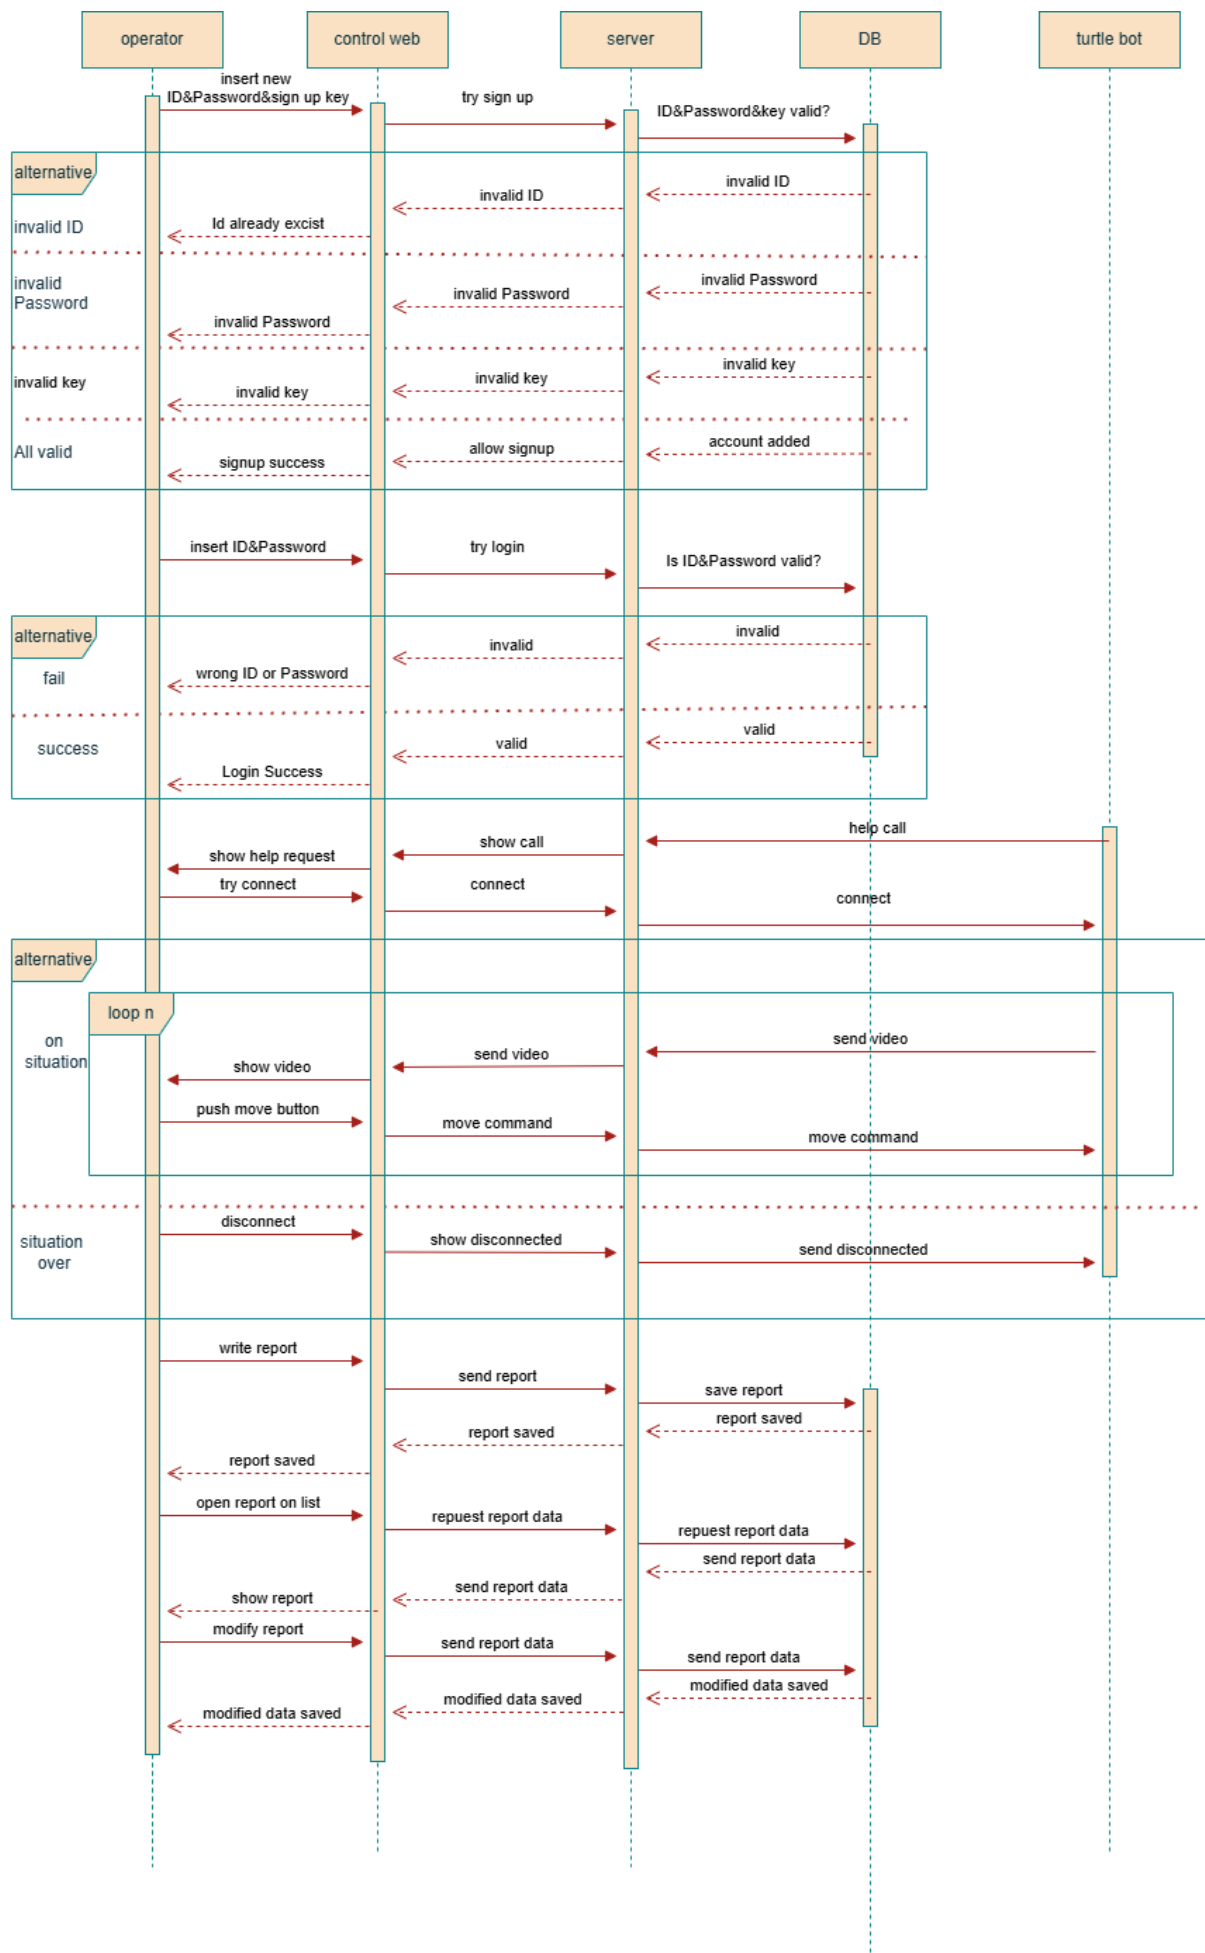 operator
control web
server
DB
turtle bot
insert new
ID&Password&sign up key
try sign up
ID&Password&key valid?
alternative
invalid ID
invalid ID
Id already excist
invalid ID
invalid Password
invalid Password
invalid Password
invalid
Password
invalid key
invalid key
invalid key
invalid key
account added
allow signup
signup success
All valid
insert ID&Password
try login
Is ID&Password valid?
alternative
invalid
invalid
wrong ID or Password
fail
valid
valid
Login Success
success
help call
show call
show help request
try connect
connect
connect
alternative
loop n
on
situation
send video
send video
show video
push move button
move command
move command
disconnect
show disconnected
send disconnected
situation
over
write report
send report
save report
report saved
report saved
report saved
open report on list
repuest report data
repuest report data
send report data
send report data
show report
modify report
send report data
send report data
modified data saved
modified data saved
modified data saved